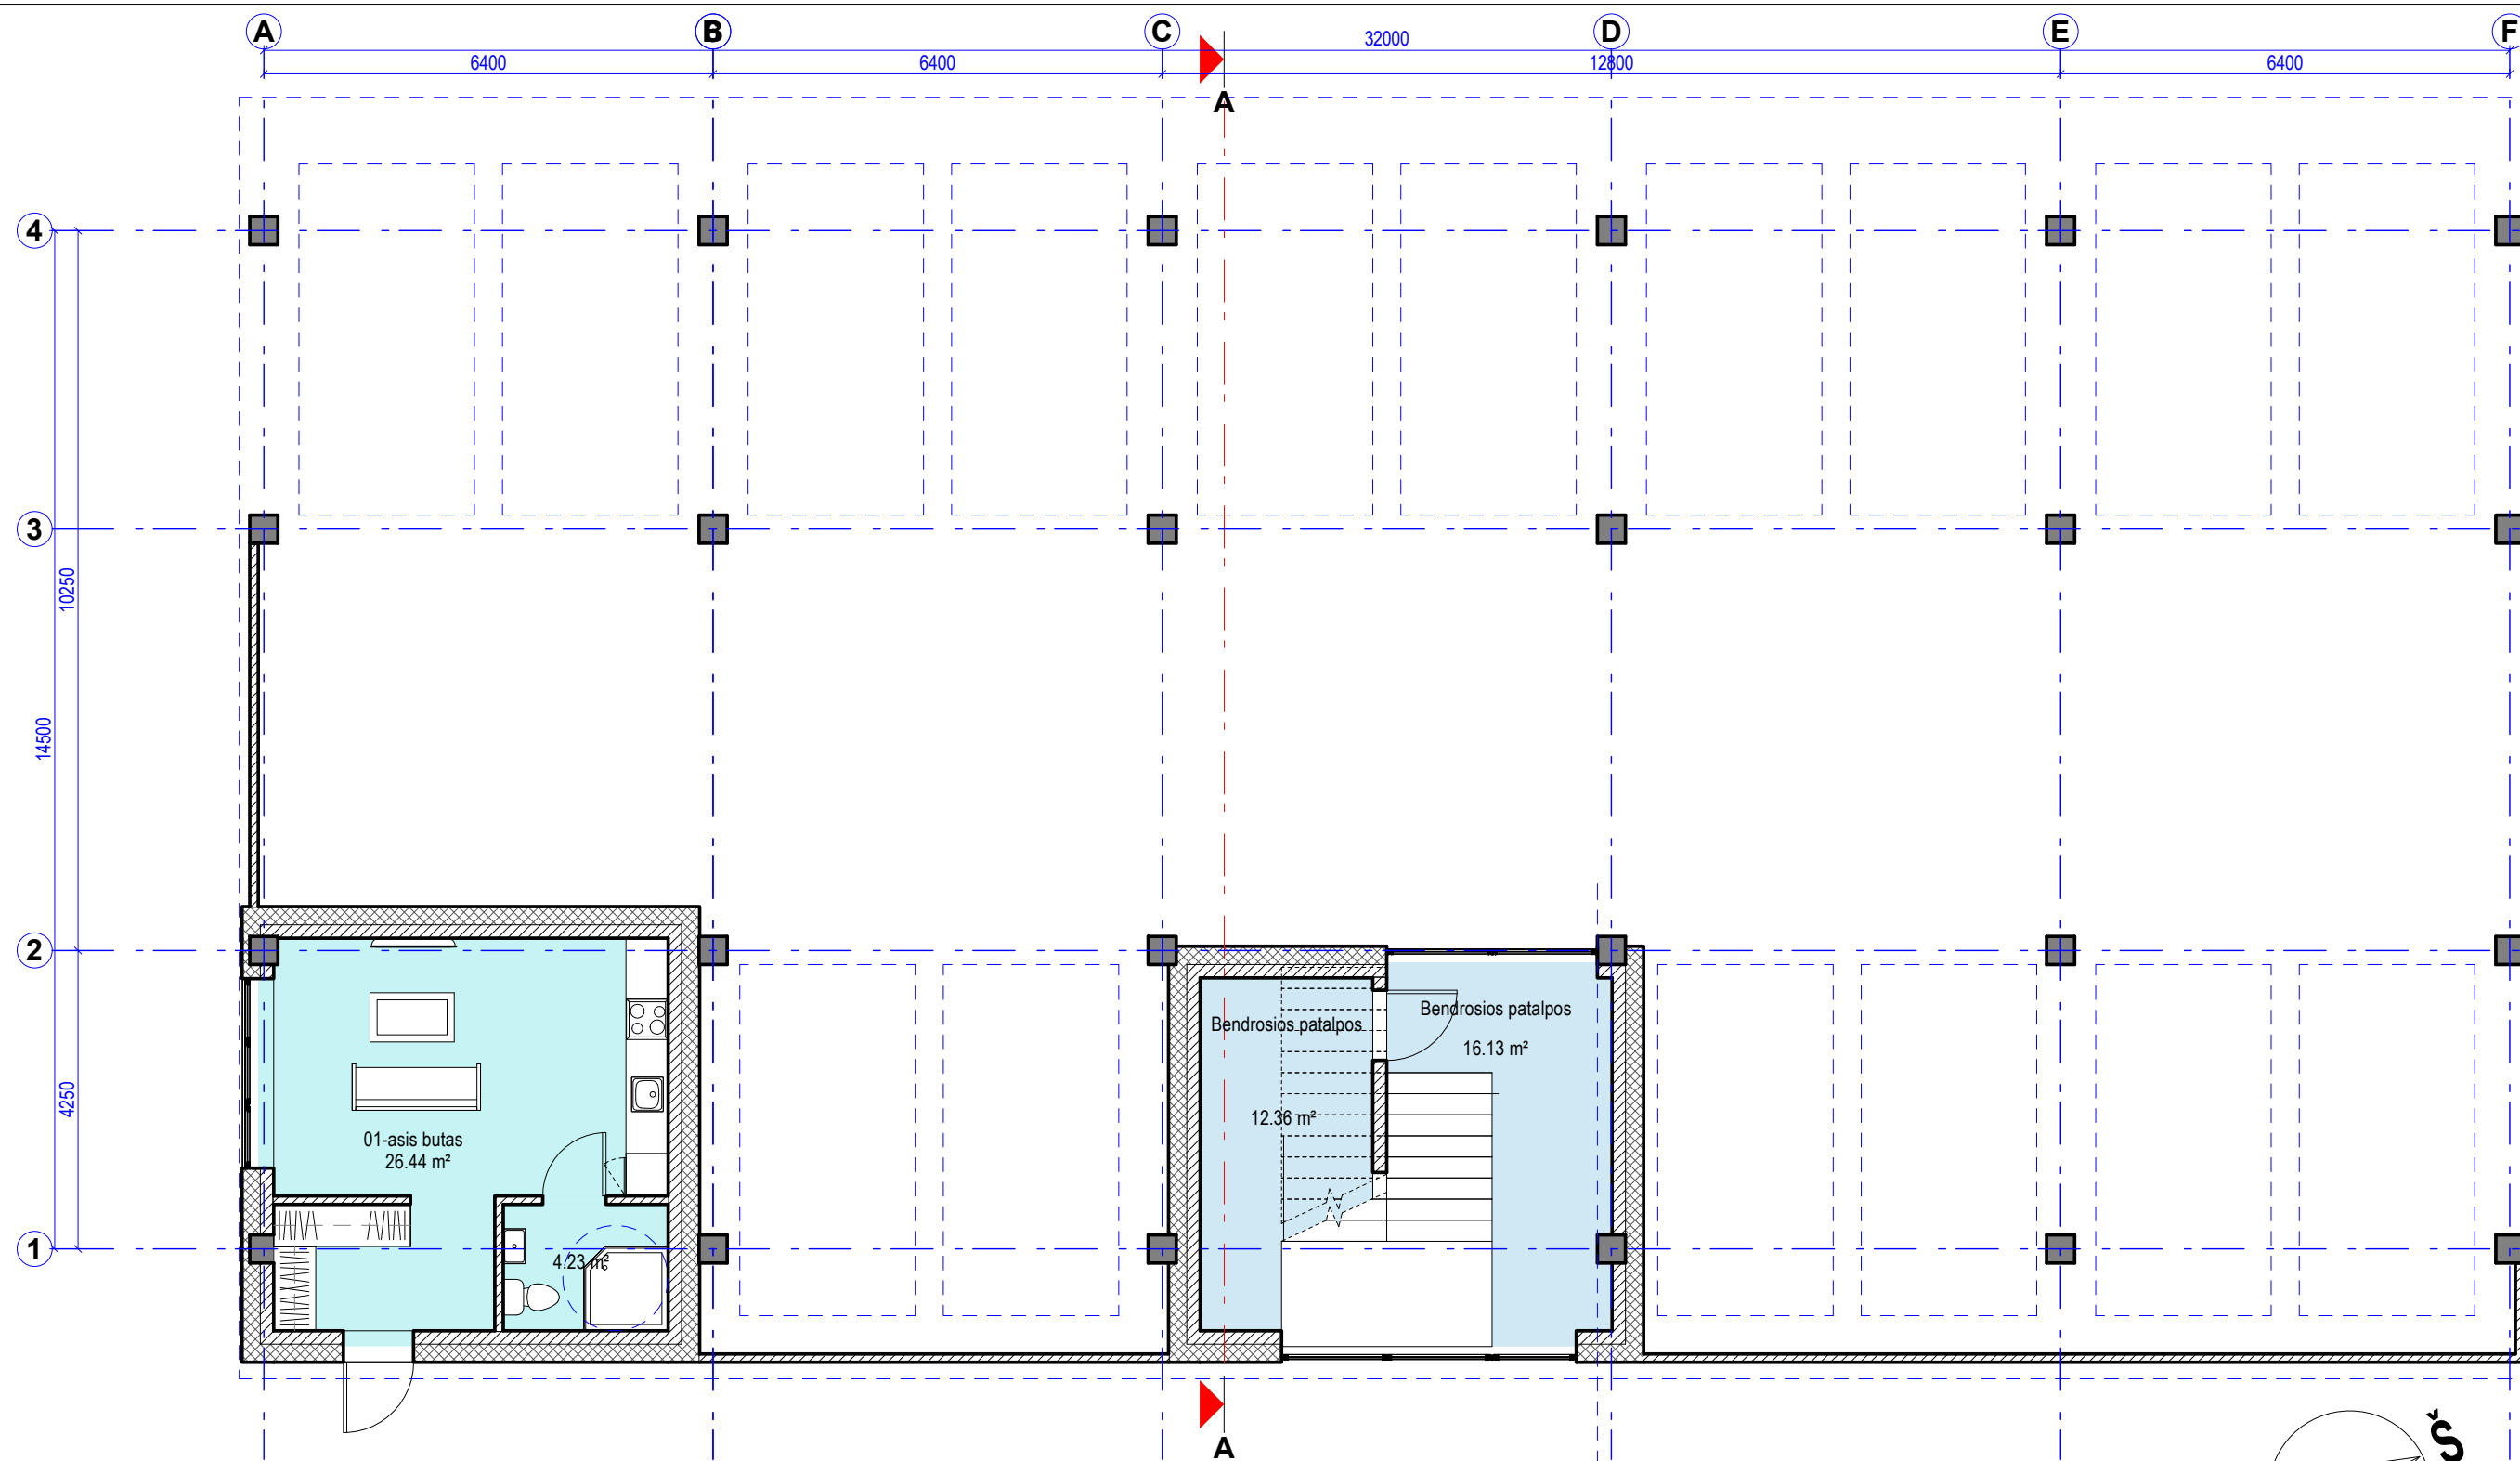 A B C D E F
32000
6400 6400 12800 6400
A
4
3
10250
14500
2
Bendrosios patalpos
Bendrosios patalpos
16.13 m²
4250
12.36 m²
01-asis butas
26.44 m²
1
4.23 m²
A
Š